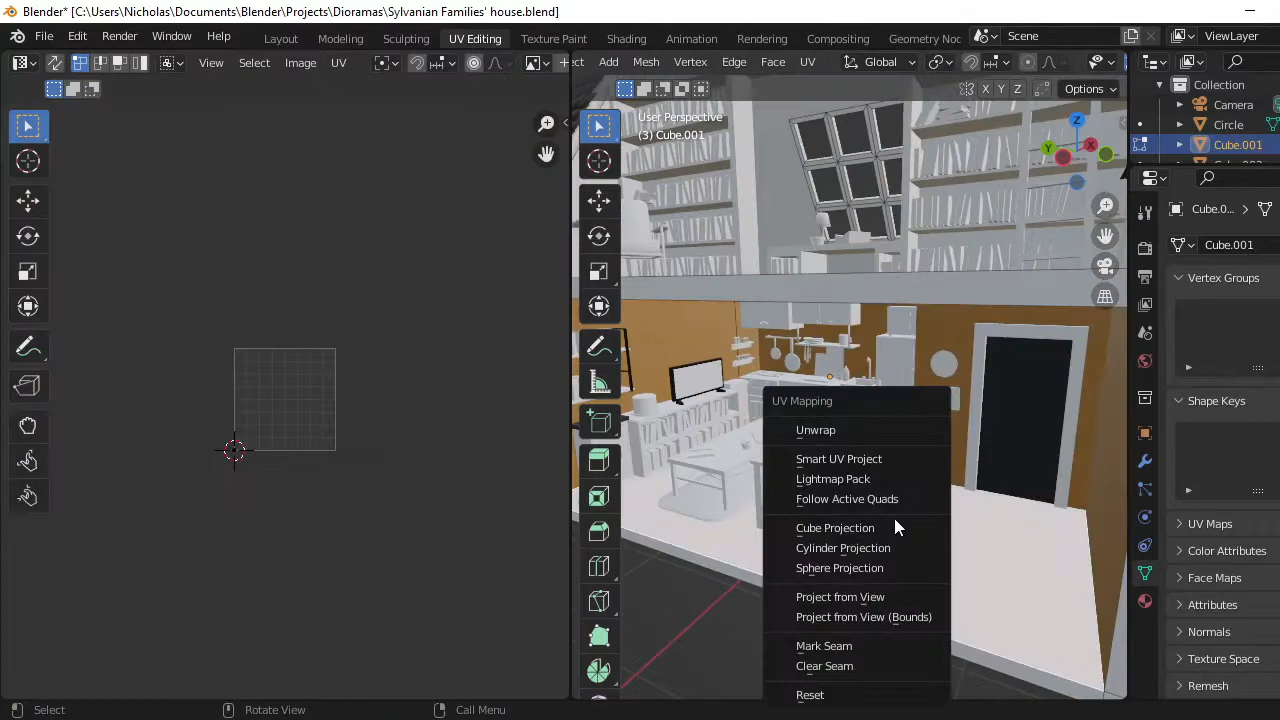 Blender* [C:\Users\Nicholas\Documents\Blender\Projects\Dioramas\Sylvanian Families' house.blend]
File Edit Render Window Help Layout Modeling Sculpting UV Editing Texture Paint Shading Animation Rendering Compositing Geometry Noc Scene ViewLayer
View Select Image UV
ect Add Mesh Vertex Edge Face UV Global
X Y Z Options
User Perspective
(3) Cube.001
Z
Y X
UV Mapping
Unwrap
Smart UV Project
Lightmap Pack
Follow Active Quads
Cube Projection
Cylinder Projection
Sphere Projection
Project from View
Project from View (Bounds)
Mark Seam
Clear Seam
Reset
Collection
Camera
Circle
Cube.001
Cube.0...
Cube.001
Vertex Groups
Shape Keys
UV Maps
Color Attributes
Face Maps
Attributes
Normals
Texture Space
Remesh
Select Rotate View Call Menu